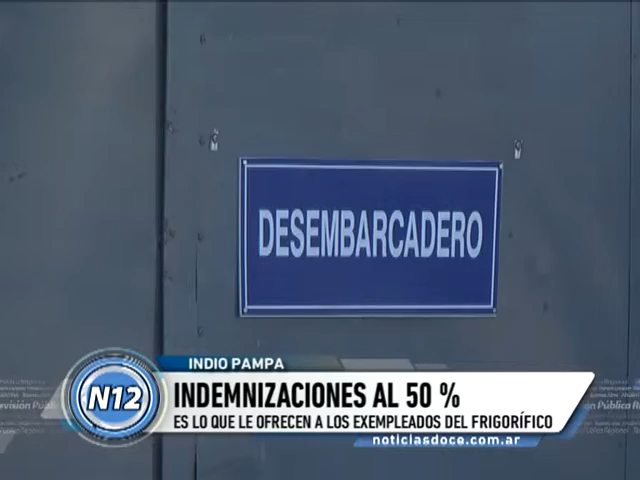 DESEMBARCADERO
INDIO PAMPA
N12
INDEMNIZACIONES AL 50 %
ES LO QUE LE OFRECEN A LOS EXEMPLEADOS DEL FRIGORÍFICO
noticiasdoce.com.ar